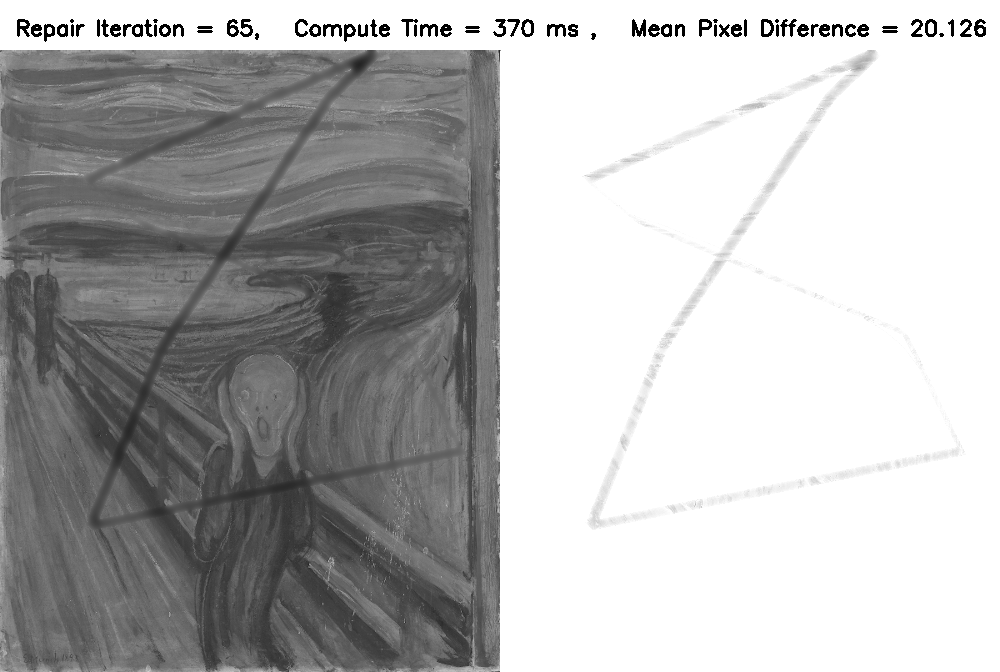 Repair Iteration = 65,    Compute Time = 370 ms ,    Mean Pixel Difference = 20.126